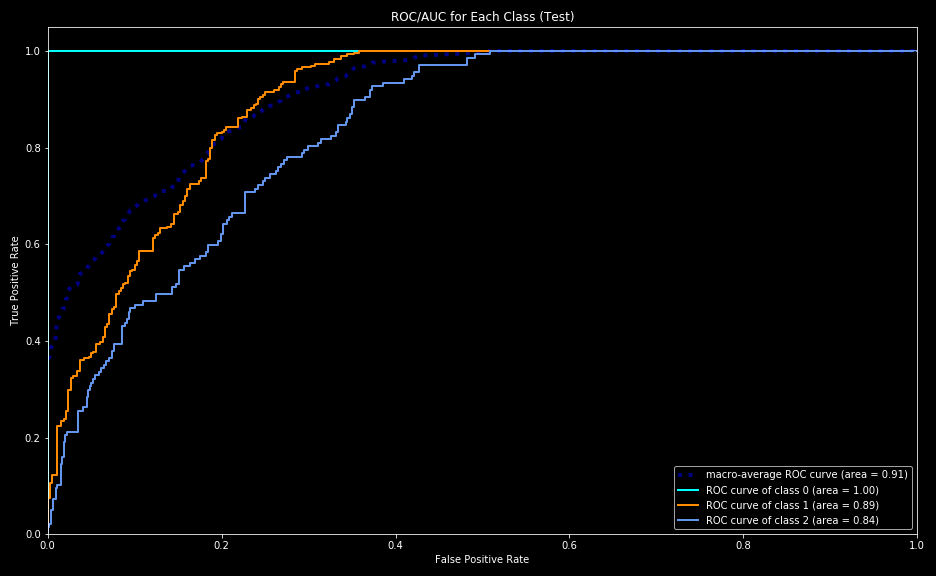 ROC/AUC for Each Class (Test)
True Positive Rate
1.0
0.8
0.6
0.4
0.2
0.0
macro-average ROC curve (area = 0.91)
ROC curve of class 0 (area = 1.00)
ROC curve of class 1 (area = 0.89)
ROC curve of class 2 (area = 0.84)
0.0 0.2 0.4 0.6 0.8 1.0
False Positive Rate